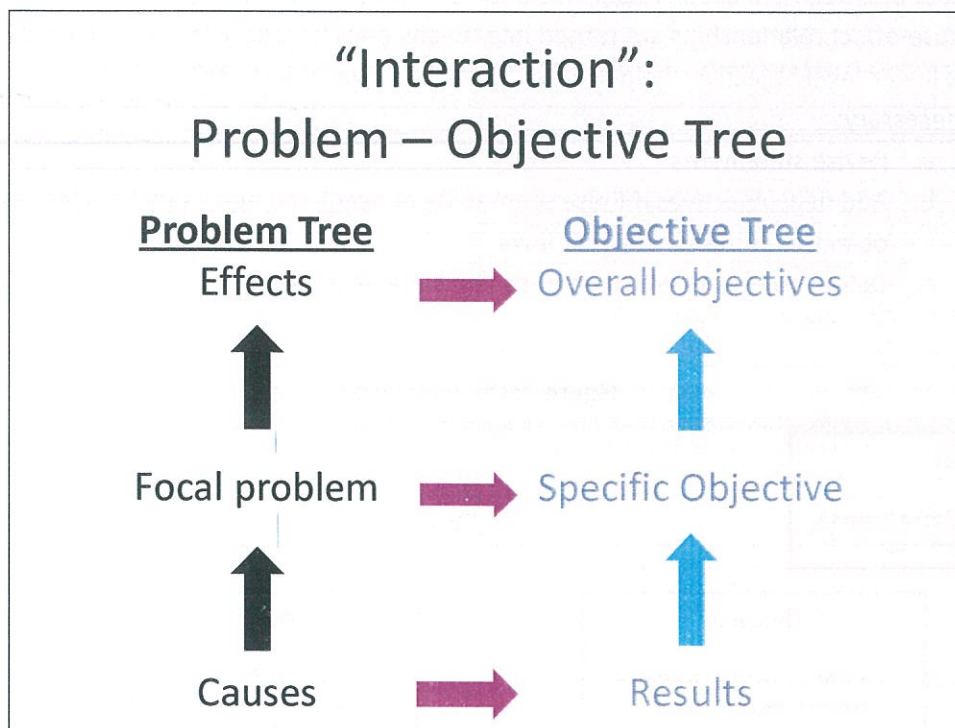 "Interaction":
Problem – Objective Tree
Problem Tree Objective Tree
Effects Overall objectives
Focal problem Specific Objective
Causes Results